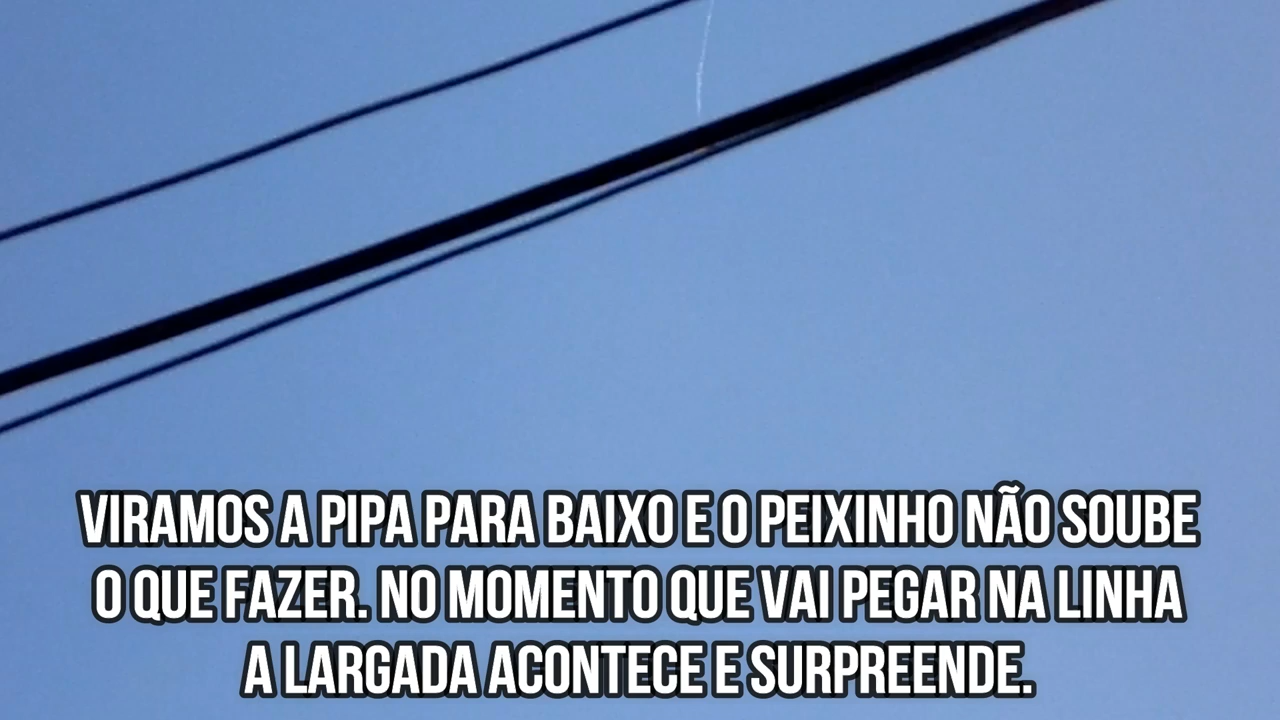 VIRAMOS A PIPA PARA BAIXO E O PEIXINHO NÃO SOUBE
O QUE FAZER. NO MOMENTO QUE VAI PEGAR NA LINHA
A LARGADA ACONTECE E SURPREENDE.